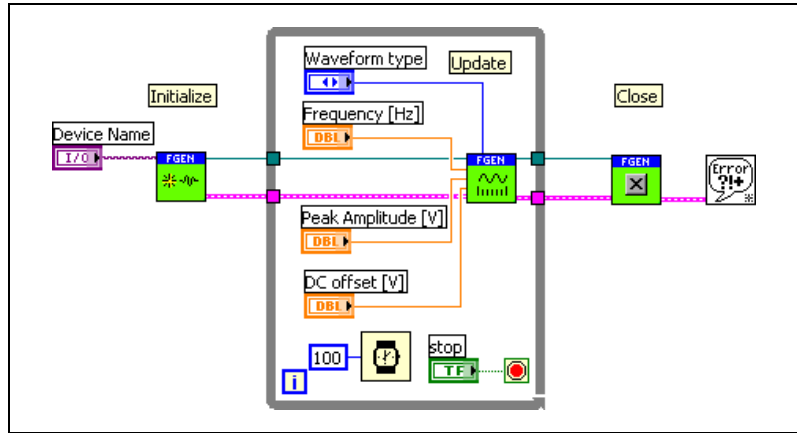 Waveform type
Update
Initialize
Close
Frequency [Hz]
DBL
Device Name
I/O
FGEN
FGEN
FGEN
Error
?!+
Peak Amplitude [V]
DBL
DC offset [V]
DBL
100
stop
TF
i